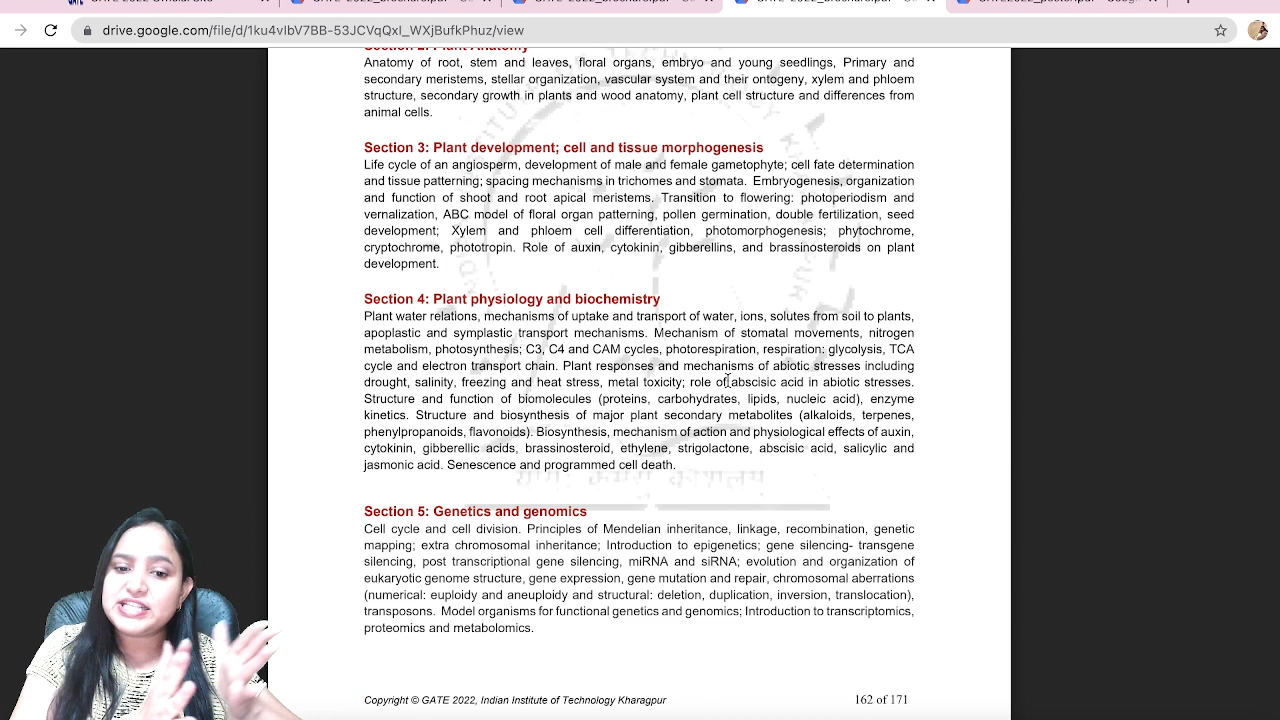 drive.google.com/file/d/1ku4vIbV7BB-53JCVqQxI_WXjBufkPhuz/view
Section 2: Plant Anatomy
Anatomy of root, stem and leaves, floral organs, embryo and young seedlings, Primary and
secondary meristems, stellar organization, vascular system and their ontogeny, xylem and phloem
structure, secondary growth in plants and wood anatomy, plant cell structure and differences from
animal cells.
Section 3: Plant development; cell and tissue morphogenesis
Life cycle of an angiosperm, development of male and female gametophyte; cell fate determination
and tissue patterning; spacing mechanisms in trichomes and stomata. Embryogenesis, organization
and function of shoot and root apical meristems. Transition to flowering: photoperiodism and
vernalization, ABC model of floral organ patterning, pollen germination, double fertilization, seed
development; Xylem and phloem cell differentiation, photomorphogenesis; phytochrome,
cryptochrome, phototropin. Role of auxin, cytokinin, gibberellins, and brassinosteroids on plant
development.
Section 4: Plant physiology and biochemistry
Plant water relations, mechanisms of uptake and transport of water, ions, solutes from soil to plants,
apoplastic and symplastic transport mechanisms. Mechanism of stomatal movements, nitrogen
metabolism, photosynthesis; C3, C4 and CAM cycles, photorespiration, respiration: glycolysis, TCA
cycle and electron transport chain. Plant responses and mechanisms of abiotic stresses including
drought, salinity, freezing and heat stress, metal toxicity; role of abscisic acid in abiotic stresses.
Structure and function of biomolecules (proteins, carbohydrates, lipids, nucleic acid), enzyme
kinetics. Structure and biosynthesis of major plant secondary metabolites (alkaloids, terpenes,
phenylpropanoids, flavonoids). Biosynthesis, mechanism of action and physiological effects of auxin,
cytokinin, gibberellic acids, brassinosteroid, ethylene, strigolactone, abscisic acid, salicylic and
jasmonic acid. Senescence and programmed cell death.
Section 5: Genetics and genomics
Cell cycle and cell division. Principles of Mendelian inheritance, linkage, recombination, genetic
mapping; extra chromosomal inheritance; Introduction to epigenetics; gene silencing- transgene
silencing, post transcriptional gene silencing, miRNA and siRNA; evolution and organization of
eukaryotic genome structure, gene expression, gene mutation and repair, chromosomal aberrations
(numerical: euploidy and aneuploidy and structural: deletion, duplication, inversion, translocation),
transposons. Model organisms for functional genetics and genomics; Introduction to transcriptomics,
proteomics and metabolomics.
Copyright © GATE 2022, Indian Institute of Technology Kharagpur 162 of 171